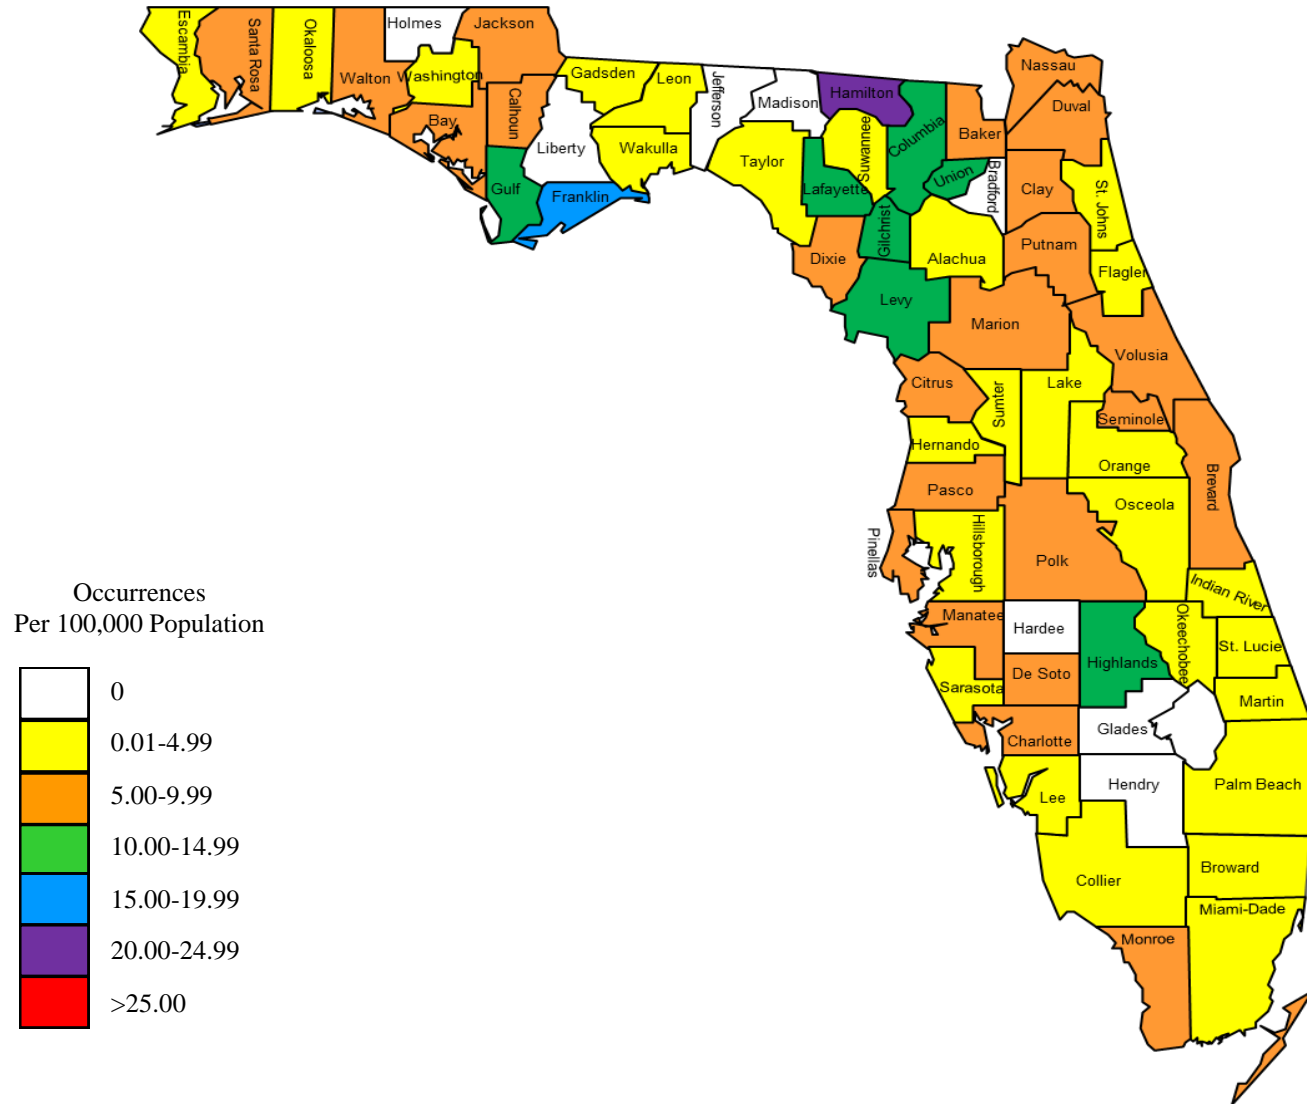 Escambia
Santa Rosa
Okaloosa
Walton
Holmes
Washington
Jackson
Bay
Calhoun
Gulf
Liberty
Franklin
Gadsden
Leon
Wakulla
Jefferson
Madison
Taylor
Hamilton
Suwannee
Lafayette
Columbia
Dixie
Gilchrist
Levy
Union
Bradford
Baker
Nassau
Duval
Clay
St. Johns
Alachua
Putnam
Flagler
Marion
Volusia
Citrus
Sumter
Lake
Seminole
Hernando
Orange
Pasco
Brevard
Osceola
Pinellas
Hillsborough
Polk
Indian River
Manatee
Hardee
Highlands
Okeechobee
St. Lucie
Sarasota
De Soto
Martin
Charlotte
Glades
Lee
Hendry
Palm Beach
Collier
Broward
Miami-Dade
Monroe
Occurrences
Per 100,000 Population
0
0.01-4.99
5.00-9.99
10.00-14.99
15.00-19.99
20.00-24.99
>25.00